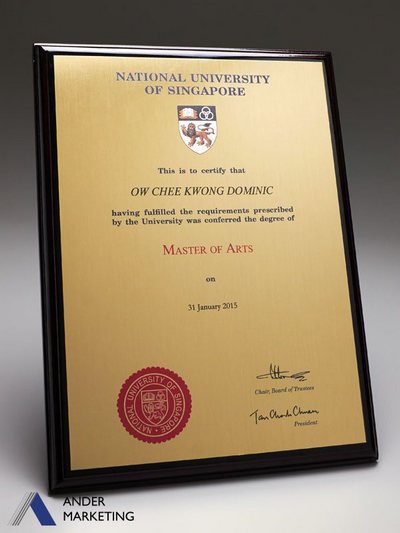 NATIONAL UNIVERSITY
OF SINGAPORE
This is to certify that
OW CHEE KWONG DOMINIC
having fulfilled the requirements prescribed
by the University was conferred the degree of
MASTER OF ARTS
on
31 January 2015
Chair, Board of Trustees
Tan Chorh Chuan
President
NATIONAL UNIVERSITY OF SINGAPORE
ANDER
MARKETING